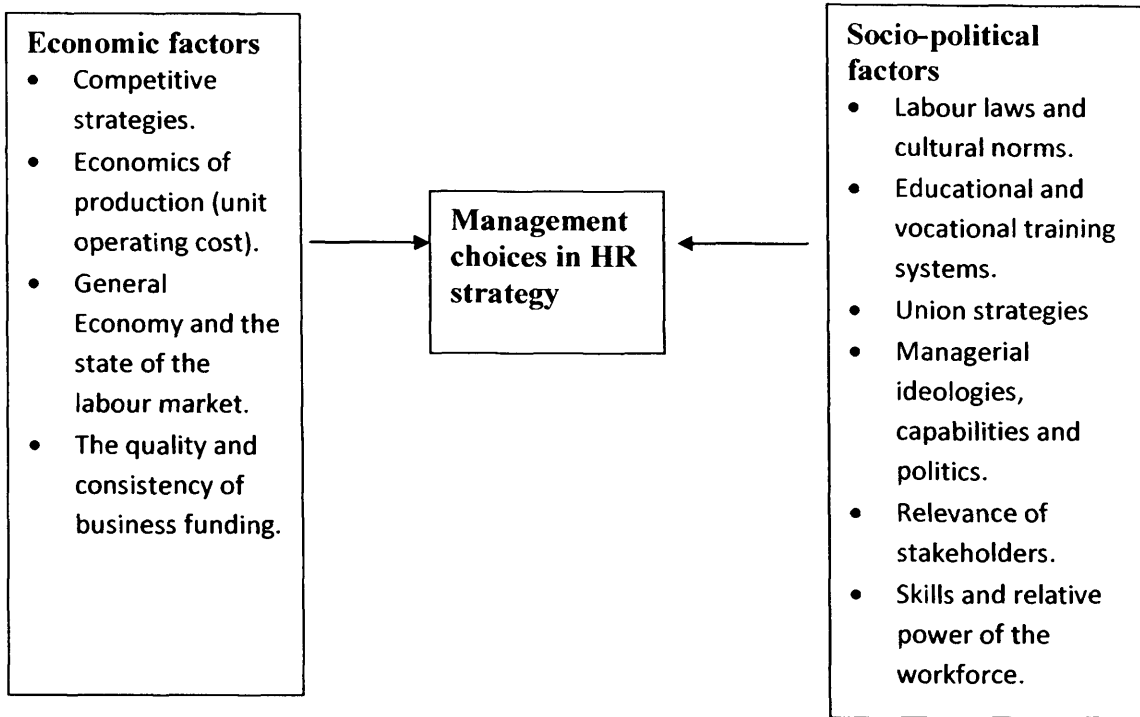 Economic factors
• Competitive
strategies.
• Economics of
production (unit
operating cost).
• General
Economy and the
state of the
labour market.
• The quality and
consistency of
business funding.
Management
choices in HR
strategy
Socio-political
factors
• Labour laws and
cultural norms.
• Educational and
vocational training
systems.
• Union strategies
• Managerial
ideologies,
capabilities and
politics.
• Relevance of
stakeholders.
• Skills and relative
power of the
workforce.